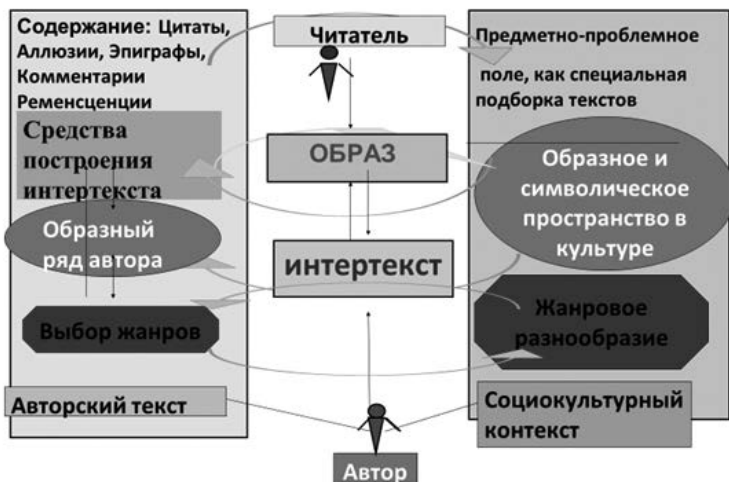 Содержание: Цитаты,
Аллюзии, Эпиграфы,
Комментарии
Ременсценции
Средства
построения
интертекста
Образный
ряд автора
Выбор жанров
Авторский текст
Читатель
ОБРАЗ
интертекст
Автор
Предметно-проблемное
поле, как специальная
подборка текстов
Образное и
символическое
пространство в
культуре
Жанровое
разнообразие
Социокультурный
контекст